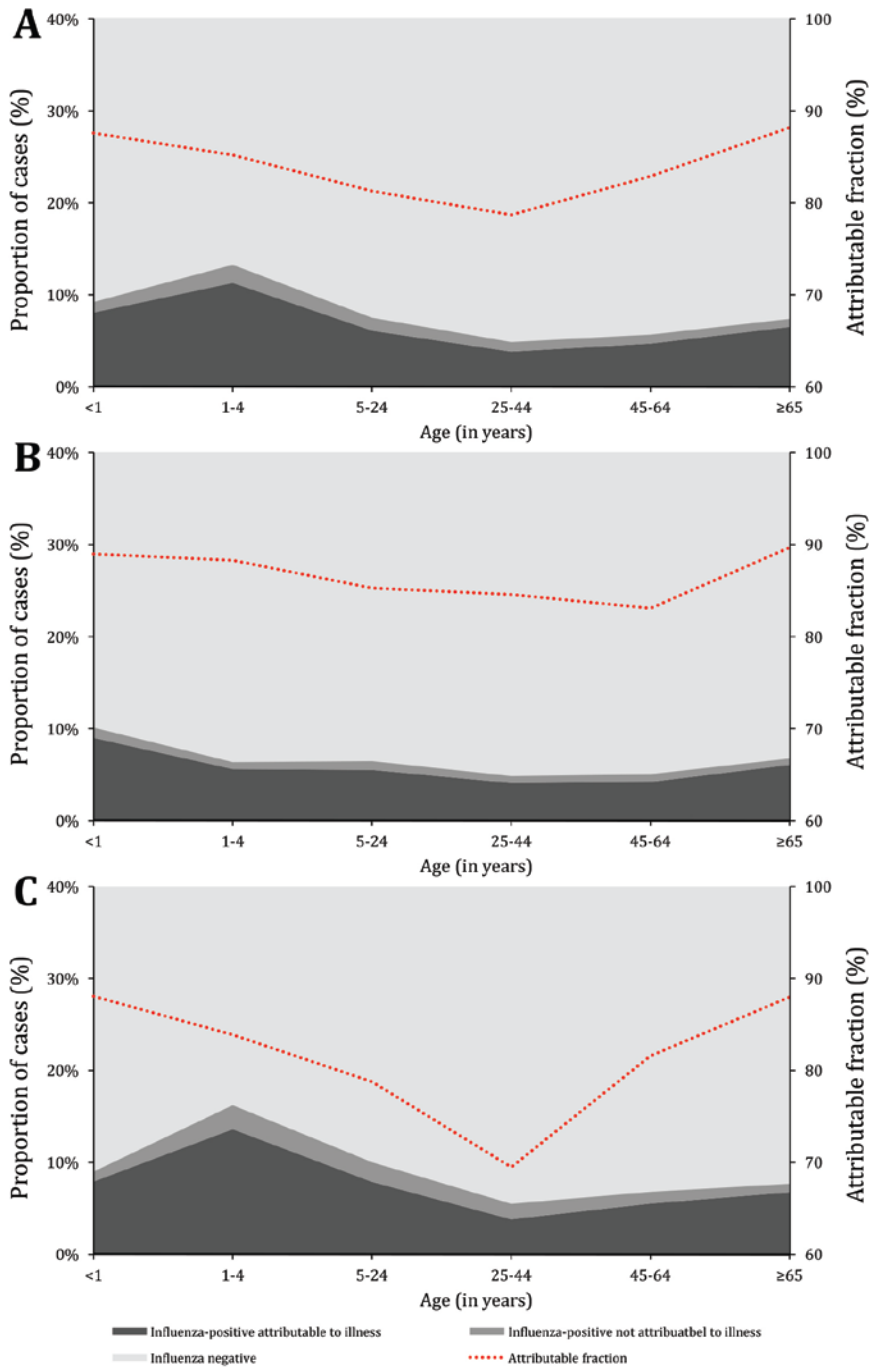 A
40%
30%
20%
10%
0%
100
90
80
70
60
Proportion of cases (%)
Attributable fraction (%)
<1 1-4 5-24 25-44 45-64 ≥65
Age (in years)
B
40%
30%
20%
10%
0%
100
90
80
70
60
Proportion of cases (%)
Attributable fraction (%)
<1 1-4 5-24 25-44 45-64 ≥65
Age (in years)
C
40%
30%
20%
10%
0%
100
90
80
70
60
Proportion of cases (%)
Attributable fraction (%)
<1 1-4 5-24 25-44 45-64 ≥65
Age (in years)
Influenza-positive attributable to illness
Influenza-positive not attribuatbel to illness
Influenza negative
Attributable fraction